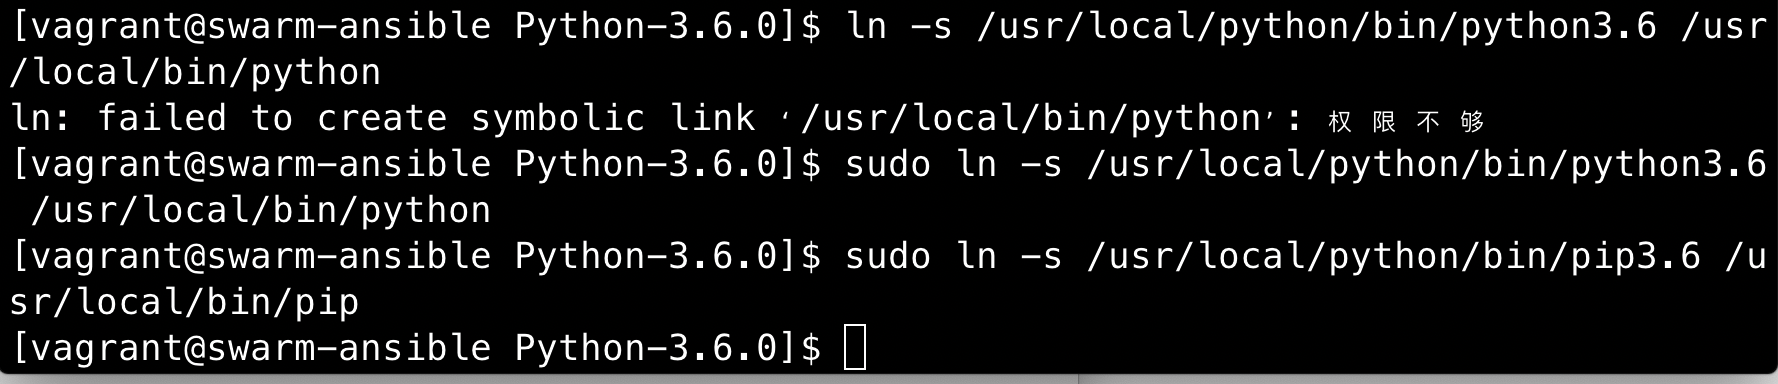 [vagrant@swarm-ansible Python-3.6.0]$ ln -s /usr/local/python/bin/python3.6 /usr
/local/bin/python
ln: failed to create symbolic link ‘/usr/local/bin/python’: 权限不够
[vagrant@swarm-ansible Python-3.6.0]$ sudo ln -s /usr/local/python/bin/python3.6
 /usr/local/bin/python
[vagrant@swarm-ansible Python-3.6.0]$ sudo ln -s /usr/local/python/bin/pip3.6 /u
sr/local/bin/pip
[vagrant@swarm-ansible Python-3.6.0]$